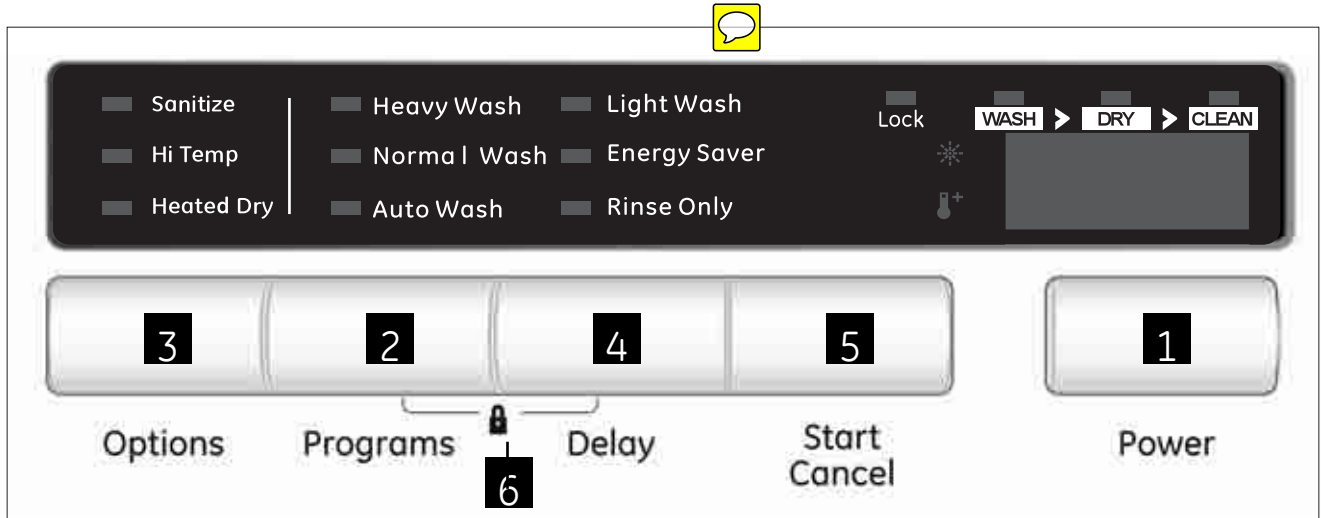 Sanitize
Hi Temp
Heated Dry
Heavy Wash
Normal Wash
Auto Wash
Light Wash
Energy Saver
Rinse Only
Lock
WASH > DRY > CLEAN
3 2 4 5 1
Options Programs Delay Start Cancel Power
6